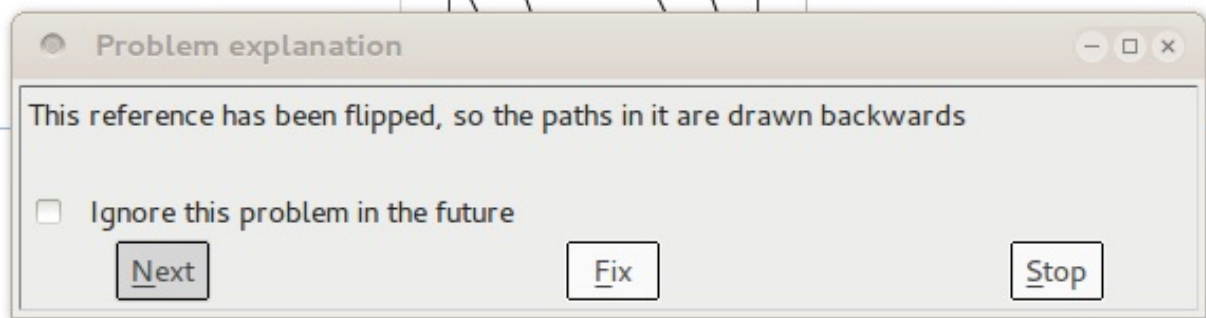 Problem explanation
This reference has been flipped, so the paths in it are drawn backwards
Ignore this problem in the future
Next Fix Stop